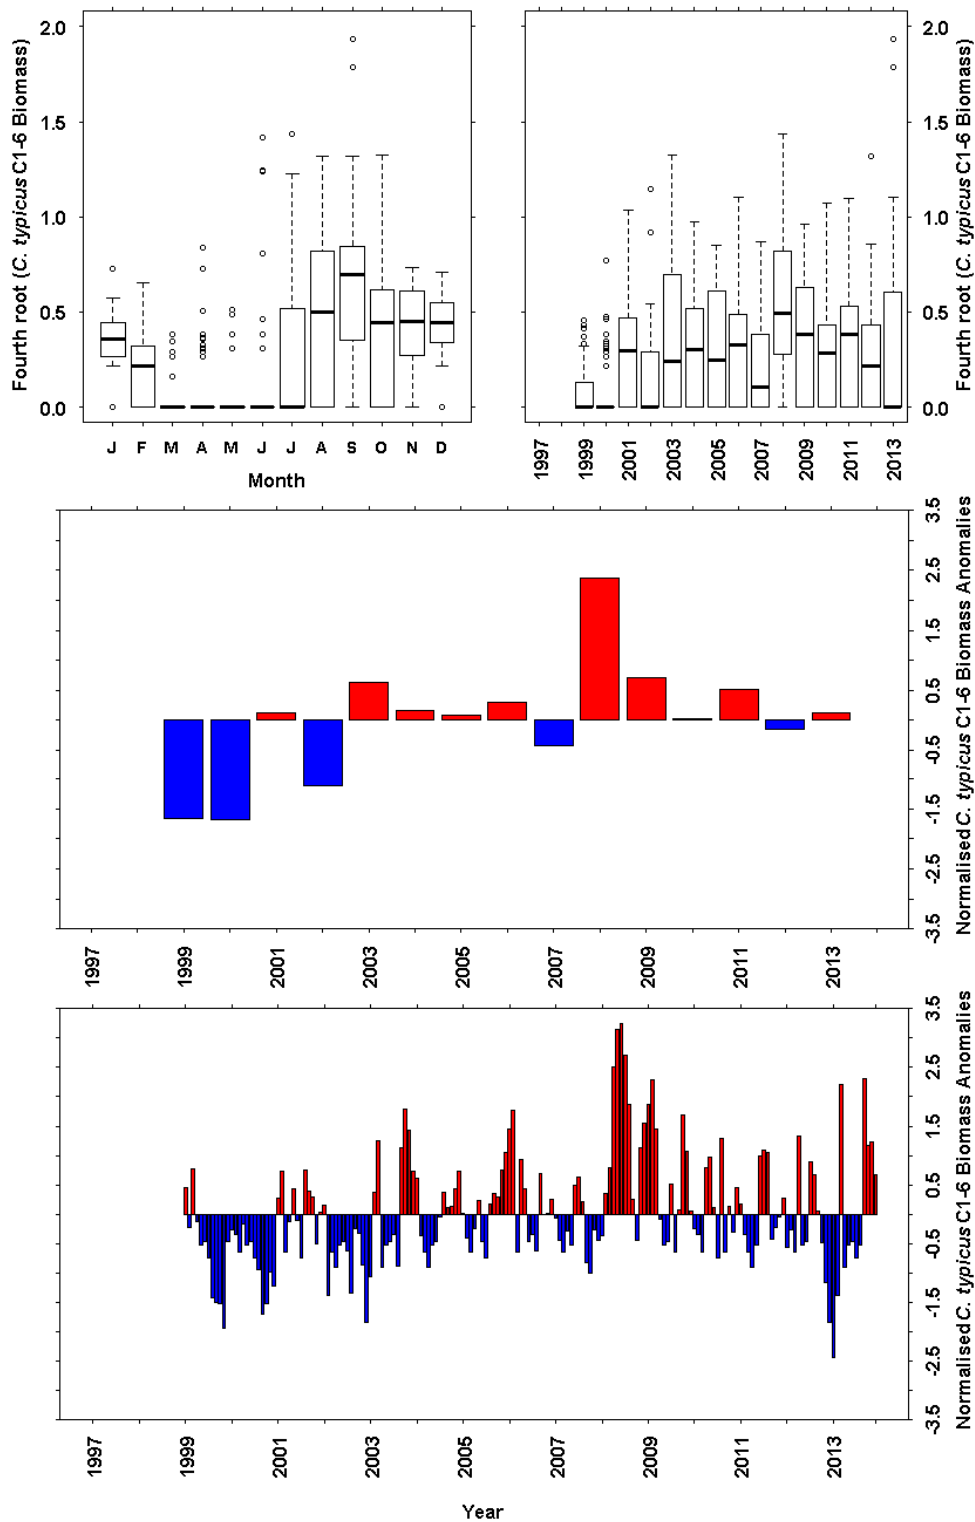 Fourth root (C. typicus C1-6 Biomass)
2.0
1.5
1.0
0.5
0.0
J F M A M J J A S O N D
Month
2.0
1.5
1.0
0.5
0.0
Fourth root (C. typicus C1-6 Biomass)
1997 1999 2001 2003 2005 2007 2009 2011 2013
3.5
2.5
1.5
0.5
-0.5
-1.5
-2.5
-3.5
Normalised C. typicus C1-6 Biomass Anomalies
1997 1999 2001 2003 2005 2007 2009 2011 2013
3.5
2.5
1.5
0.5
-0.5
-1.5
-2.5
-3.5
Normalised C. typicus C1-6 Biomass Anomalies
1997 1999 2001 2003 2005 2007 2009 2011 2013
Year